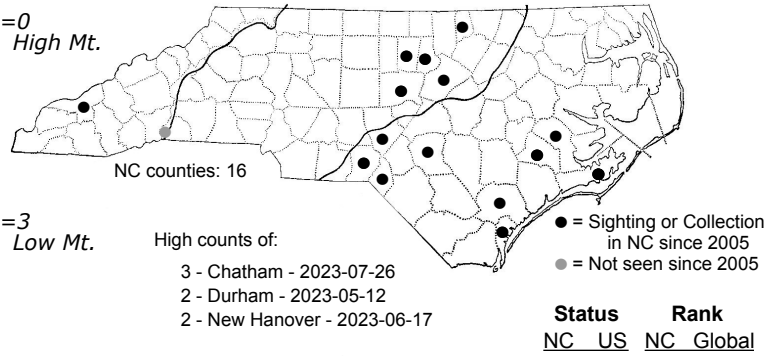 =0
High Mt.
NC counties: 16
=3
Low Mt.
High counts of:
3 - Chatham - 2023-07-26
2 - Durham - 2023-05-12
2 - New Hanover - 2023-06-17
= Sighting or Collection
in NC since 2005
= Not seen since 2005
Status Rank
NC US NC Global